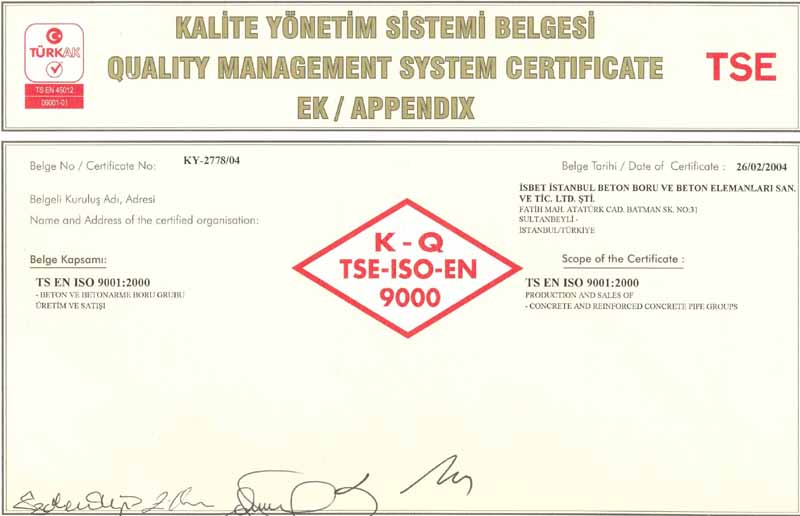 KALİTE YÖNETİM SİSTEMİ BELGESİ
QUALITY MANAGEMENT SYSTEM CERTIFICATE
EK / APPENDIX
TÜRKAK
TS EN 45012
09001-01
TSE
Belge No / Certificate No: KY-2778/04
Belge Tarihi / Date of Certificate : 26/02/2004
Belgeli Kuruluş Adı, Adresi
Name and Address of the certified organisation:
İSBET İSTANBUL BETON BORU VE BETON ELEMANLARI SAN.
VE TİC. LTD. ŞTİ.
FATİH MAH. ATATÜRK CAD. BATMAN SK. NO:31
SULTANBEYLİ -
İSTANBUL/TÜRKİYE
K - Q
TSE-ISO-EN
9000
Belge Kapsamı:
TS EN ISO 9001:2000
- BETON VE BETONARME BORU GRUBU
ÜRETİM VE SATIŞI
Scope of the Certificate :
TS EN ISO 9001:2000
PRODUCTION AND SALES OF
- CONCRETE AND REINFORCED CONCRETE PIPE GROUPS